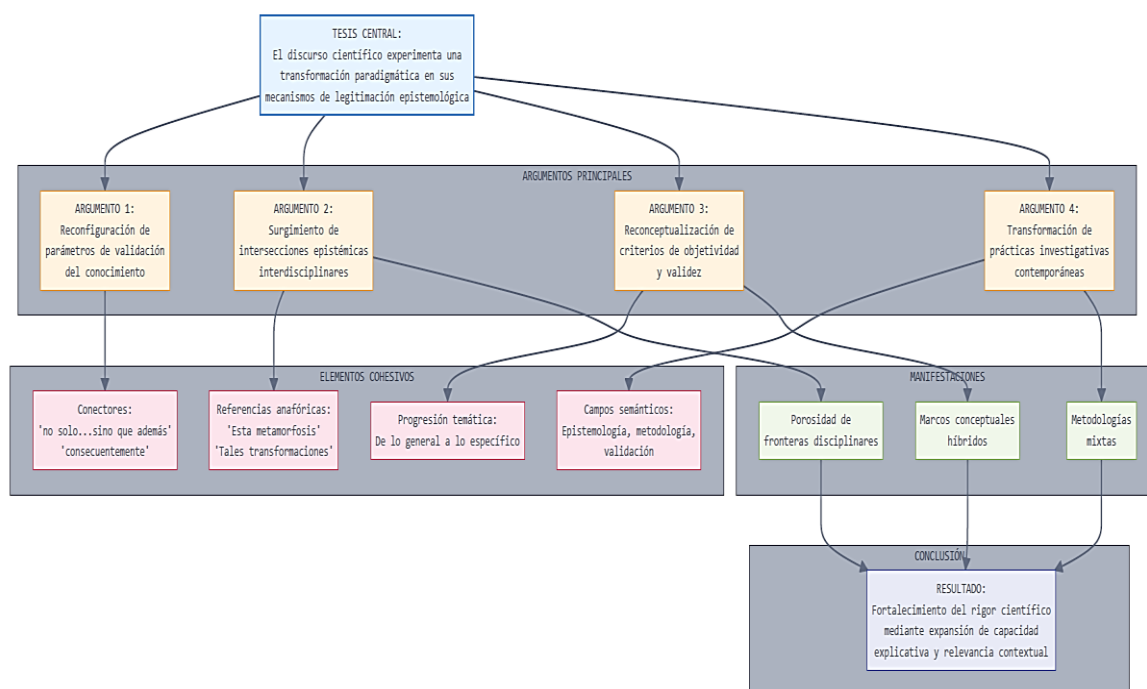 TESIS CENTRAL:
El discurso científico experimenta una
transformación paradigmática en sus
mecanismos de legitimación epistemológica
ARGUMENTOS PRINCIPALES
ARGUMENTO 1:
Reconfiguración de
parámetros de validación
del conocimiento
ARGUMENTO 2:
Surgimiento de
intersecciones epistémicas
interdisciplinares
ARGUMENTO 3:
Reconceptualización de
criterios de objetividad
y validez
ARGUMENTO 4:
Transformación de
prácticas investigativas
contemporáneas
ELEMENTOS COHESIVOS
Conectores:
'no solo...sino que además'
'consecuentemente'
Referencias anafóricas:
'Esta metamorfosis'
'Tales transformaciones'
Progresión temática:
De lo general a lo específico
Campos semánticos:
Epistemología, metodología,
validación
MANIFESTACIONES
Porosidad de
fronteras disciplinares
Marcos conceptuales
híbridos
Metodologías
mixtas
CONCLUSIÓN
RESULTADO:
Fortalecimiento del rigor científico
mediante expansión de capacidad
explicativa y relevancia contextual